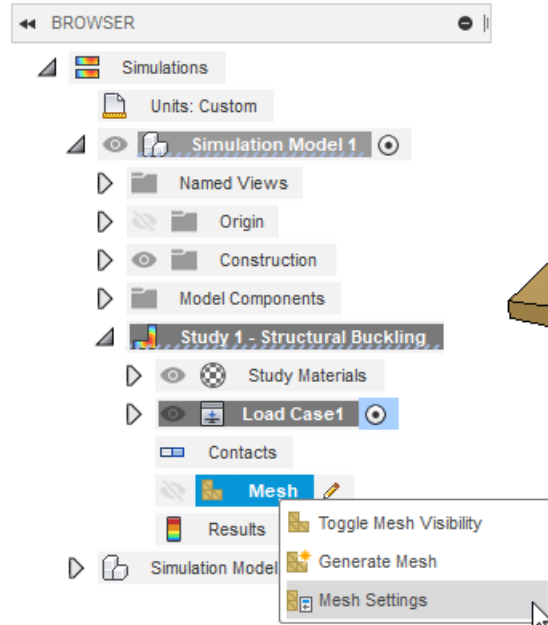 BROWSER
Simulations
Units: Custom
Simulation Model 1
Named Views
Origin
Construction
Model Components
Study 1 - Structural Buckling
Study Materials
Load Case1
Contacts
Mesh
Toggle Mesh Visibility
Results
Generate Mesh
Simulation Model
Mesh Settings